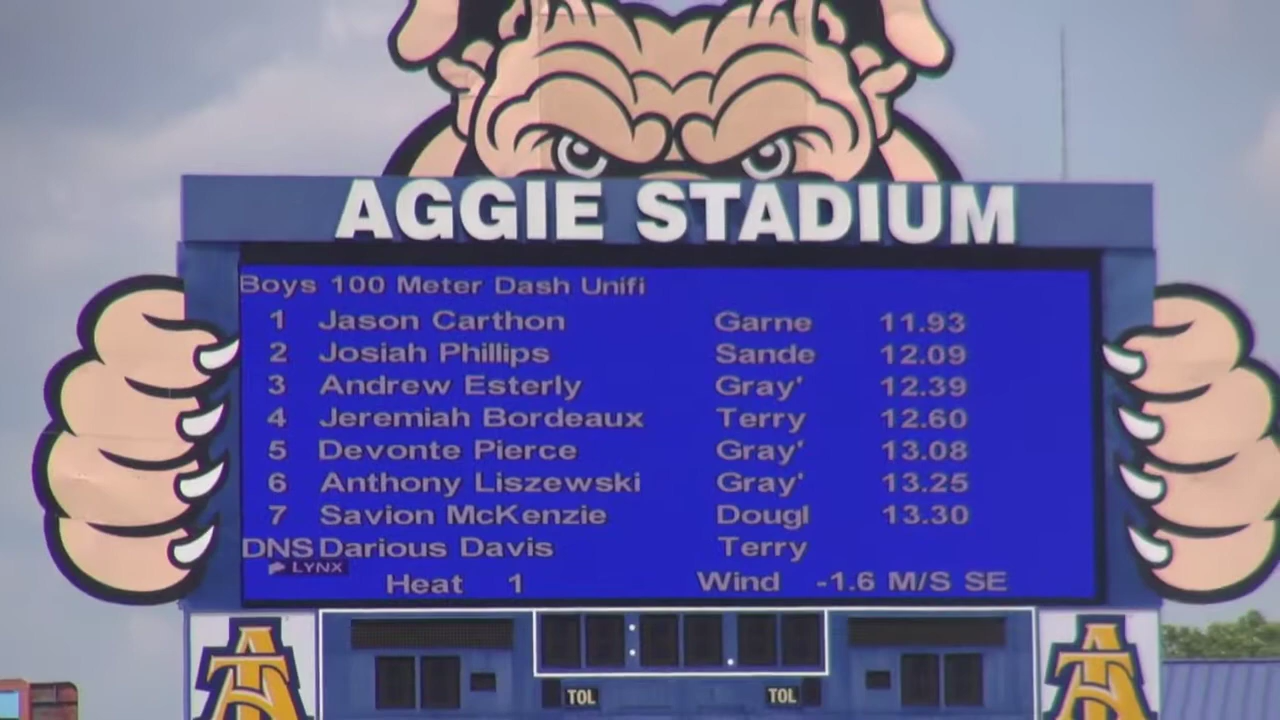 AGGIE STADIUM
Boys 100 Meter Dash Unifi
1 Jason Carthon Garne 11.93
2 Josiah Phillips Sande 12.09
3 Andrew Esterly Gray' 12.39
4 Jeremiah Bordeaux Terry 12.60
5 Devonte Pierce Gray' 13.08
6 Anthony Liszewski Gray' 13.25
7 Savion McKenzie Dougl 13.30
DNS Darious Davis Terry
LYNX
Heat 1 Wind -1.6 M/S SE
TOL TOL
AT AT